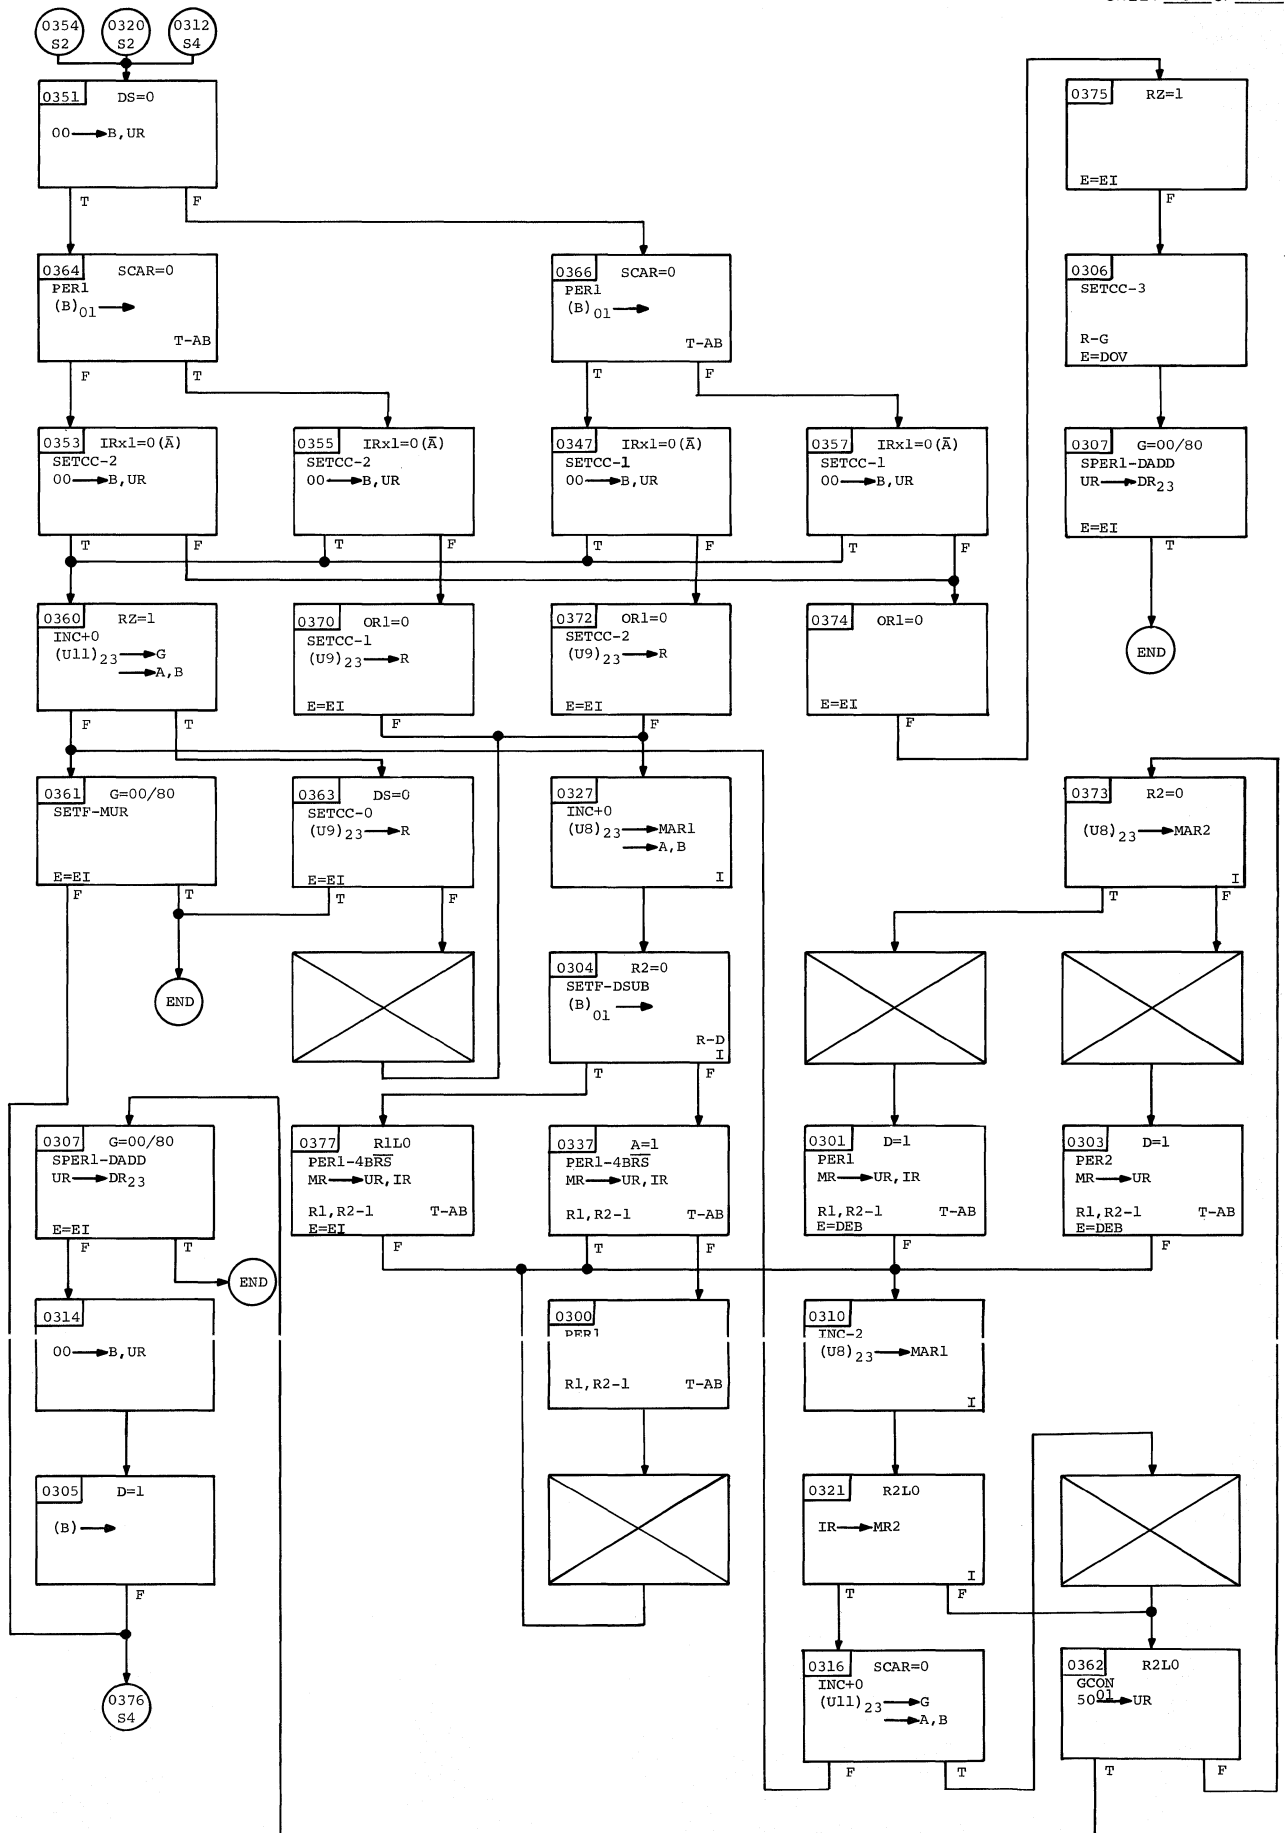 0354
S2
0320
S2
0312
S4
0351 DS=0
00→B,UR
T F
0375 RZ=1
E=EI
F
0364 SCAR=0
PER1
(B)01→
T-AB
F T
0366 SCAR=0
PER1
(B)01→
T-AB
T F
0306
SETCC-3
R-G
E=DOV
0353 IRx1=0(Ā)
SETCC-2
00→B,UR
T F
0355 IRx1=0(Ā)
SETCC-2
00→B,UR
T F
0347 IRx1=0(Ā)
SETCC-1
00→B,UR
T F
0357 IRx1=0(Ā)
SETCC-1
00→B,UR
T F
0307 G=00/80
SPER1-DADD
UR→DR23
E=EI
T
END
0360 RZ=1
INC+0
(U11)23→G
→A,B
F T
0370 OR1=0
SETCC-1
(U9)23→R
E=EI
F
0372 OR1=0
SETCC-2
(U9)23→R
E=EI
F
0374 OR1=0
E=EI
F
0361 G=00/80
SETF-MUR
E=EI
F T
END
0363 DS=0
SETCC-0
(U9)23→R
E=EI
T F
0327
INC+0
(U8)23→MAR1
→A,B
I
0373 R2=0
(U8)23→MAR2
I
T F
0304 R2=0
SETF-DSUB
(B)01→
R-D
I
T F
0307 G=00/80
SPER1-DADD
UR→DR23
E=EI
F T
END
0377 R1L0
PER1-4BR̅S̅
MR→UR,IR
R1,R2-1 T-AB
E=EI
F
0337 A=1
PER1-4BR̅S̅
MR→UR,IR
R1,R2-1 T-AB
T F
0301 D=1
PER1
MR→UR,IR
R1,R2-1 T-AB
E=DEB
F
0303 D=1
PER2
MR→UR
R1,R2-1 T-AB
E=DEB
F
0314
00→B,UR
0300
PER1
R1,R2-1 T-AB
0310
INC-2
(U8)23→MAR1
I
0305 D=1
(B)→
F
0376
S4
0321 R2L0
IR→MR2
I
T F
0316 SCAR=0
INC+0
(U11)23→G
→A,B
F T
0362 R2L0
GCON
5001→UR
T F